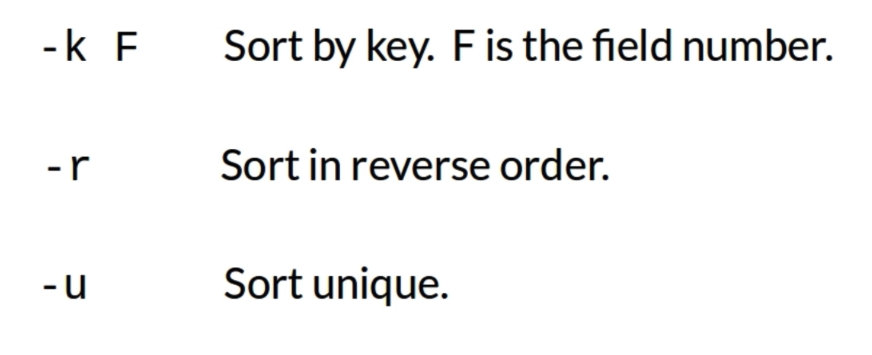 -k F Sort by key. F is the field number.
-r Sort in reverse order.
-u Sort unique.